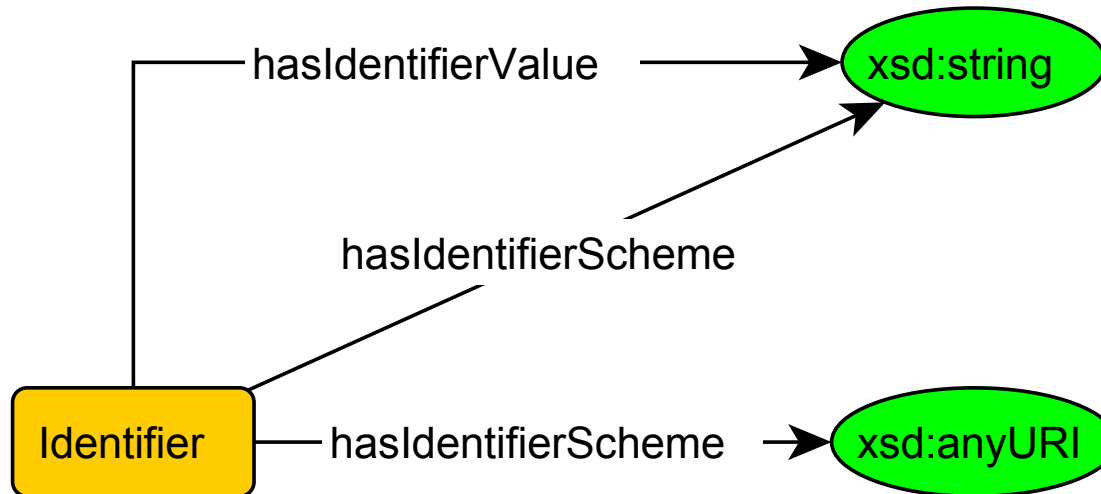 hasIdentifierValue
xsd:string
hasIdentifierScheme
Identifier
hasIdentifierScheme
xsd:anyURI